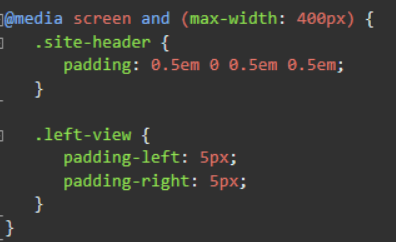 @media screen and (max-width: 400px) {
.site-header {
padding: 0.5em 0 0.5em 0.5em;
}
.left-view {
padding-left: 5px;
padding-right: 5px;
}
}